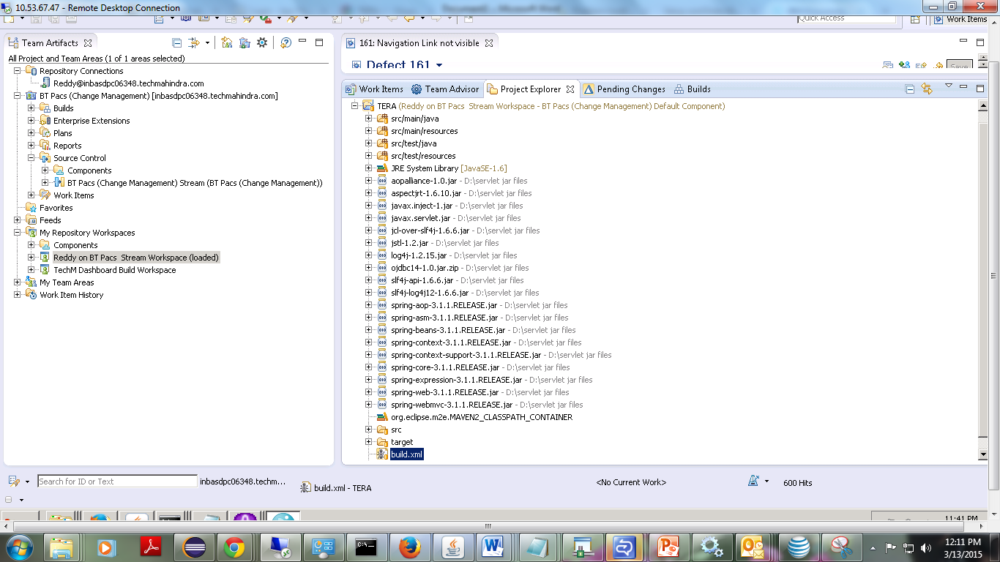 10.53.67.47 - Remote Desktop Connection
Quick Access
Work Items
Team Artifacts
All Project and Team Areas (1 of 1 areas selected)
Repository Connections
Reddy@inbasdpc06348.techmahindra.com
BT Pacs (Change Management) [inbasdpc06348.techmahindra.com]
Builds
Enterprise Extensions
Plans
Reports
Source Control
Components
BT Pacs (Change Management) Stream (BT Pacs (Change Management))
Work Items
Favorites
Feeds
My Repository Workspaces
Components
Reddy on BT Pacs  Stream Workspace (loaded)
TechM Dashboard Build Workspace
My Team Areas
Work Item History
161: Navigation Link not visible
Defect 161
Save
Work Items
Team Advisor
Project Explorer
Pending Changes
Builds
TERA (Reddy on BT Pacs  Stream Workspace - BT Pacs (Change Management) Default Component)
src/main/java
src/main/resources
src/test/java
src/test/resources
JRE System Library [JavaSE-1.6]
aopalliance-1.0.jar - D:\servlet jar files
aspectjrt-1.6.10.jar - D:\servlet jar files
javax.inject-1.jar - D:\servlet jar files
javax.servlet.jar - D:\servlet jar files
jcl-over-slf4j-1.6.6.jar - D:\servlet jar files
jstl-1.2.jar - D:\servlet jar files
log4j-1.2.15.jar - D:\servlet jar files
ojdbc14-1.0.jar.zip - D:\servlet jar files
slf4j-api-1.6.6.jar - D:\servlet jar files
slf4j-log4j12-1.6.6.jar - D:\servlet jar files
spring-aop-3.1.1.RELEASE.jar - D:\servlet jar files
spring-asm-3.1.1.RELEASE.jar - D:\servlet jar files
spring-beans-3.1.1.RELEASE.jar - D:\servlet jar files
spring-context-3.1.1.RELEASE.jar - D:\servlet jar files
spring-context-support-3.1.1.RELEASE.jar - D:\servlet jar files
spring-core-3.1.1.RELEASE.jar - D:\servlet jar files
spring-expression-3.1.1.RELEASE.jar - D:\servlet jar files
spring-web-3.1.1.RELEASE.jar - D:\servlet jar files
spring-webmvc-3.1.1.RELEASE.jar - D:\servlet jar files
org.eclipse.m2e.MAVEN2_CLASSPATH_CONTAINER
src
target
build.xml
Search for ID or Text
inbasdpc06348.techm...
build.xml - TERA
<No Current Work>
600 Hits
11:41 PM
12:11 PM
3/13/2015